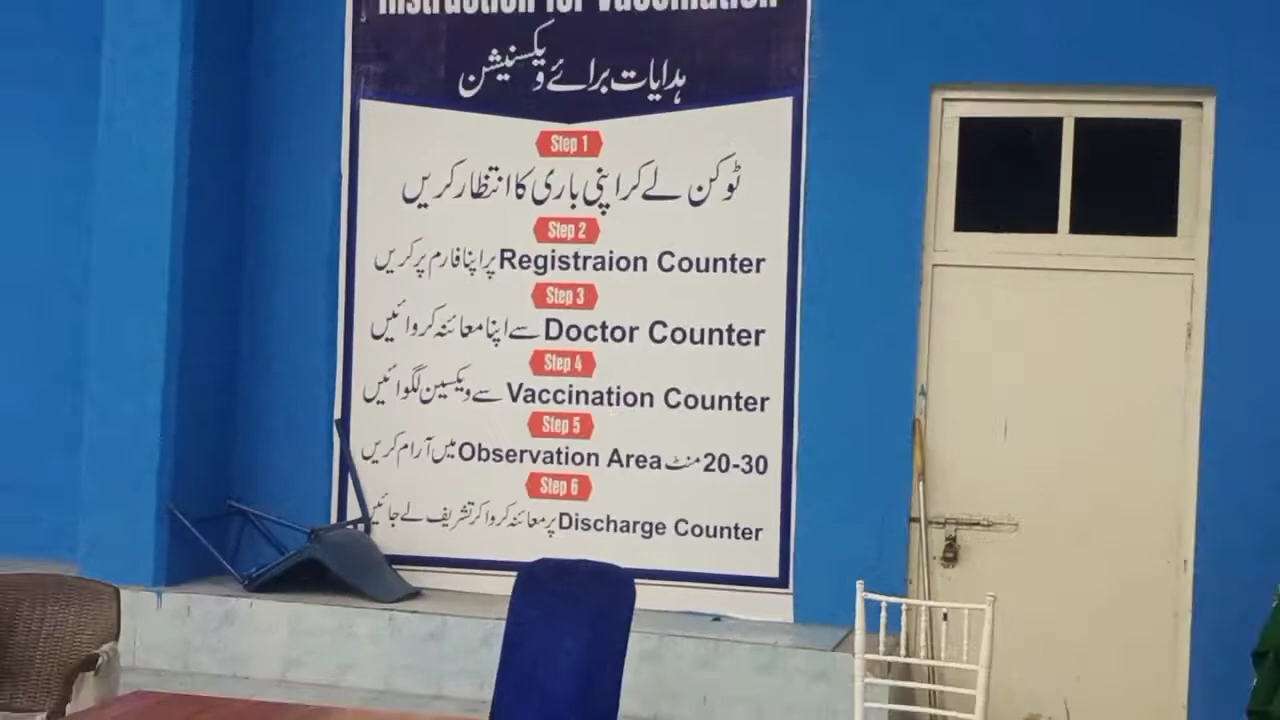 Instruction for Vaccination
ہدایات برائے ویکسنیشن
Step 1
ٹوکن لے کر اپنی باری کا انتظار کریں
Step 2
Registraion Counter پر اپنا فارم پر کریں
Step 3
Doctor Counter سے اپنا معائنہ کروائیں
Step 4
Vaccination Counter سے ویکسین لگوائیں
Step 5
20-30 منٹ Observation Area میں آرام کریں
Step 6
Discharge Counter پر معائنہ کروا کر تشریف لے جائیں